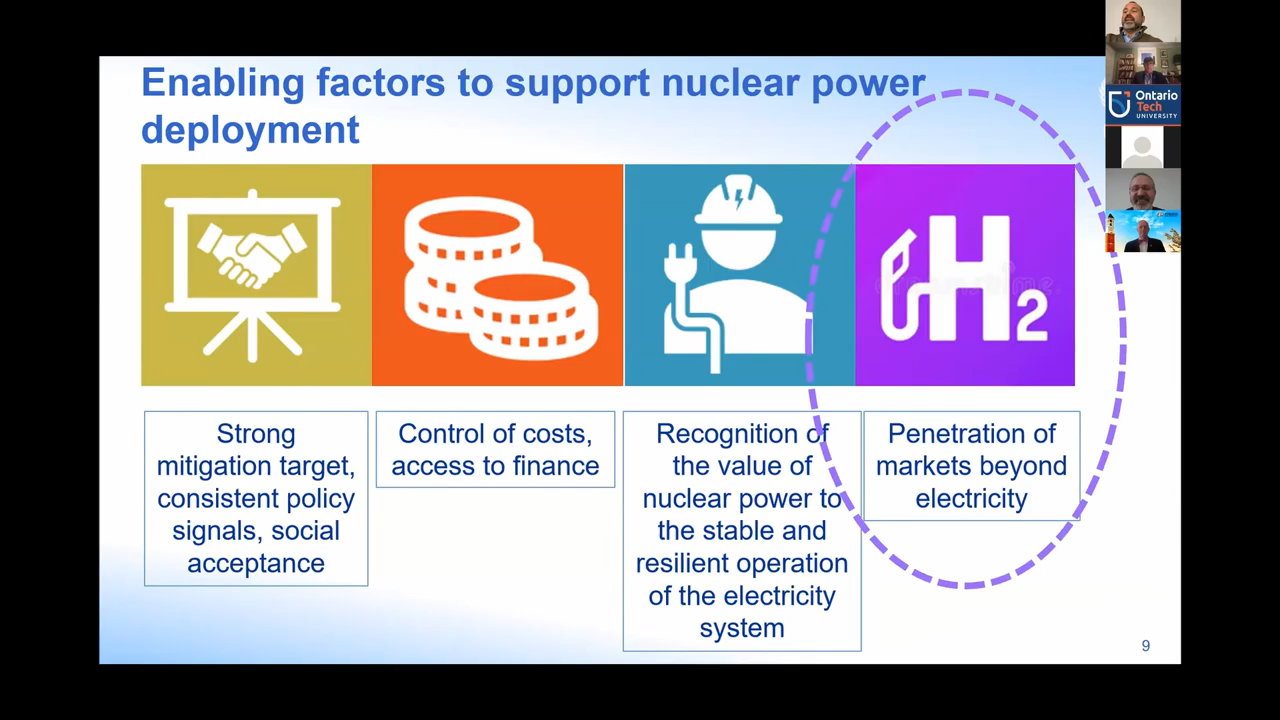 Enabling factors to support nuclear power
deployment
Ontario
Tech
UNIVERSITY
H2
Strong
mitigation target,
consistent policy
signals, social
acceptance
Control of costs,
access to finance
Recognition of
the value of
nuclear power to
the stable and
resilient operation
of the electricity
system
Penetration of
markets beyond
electricity
9